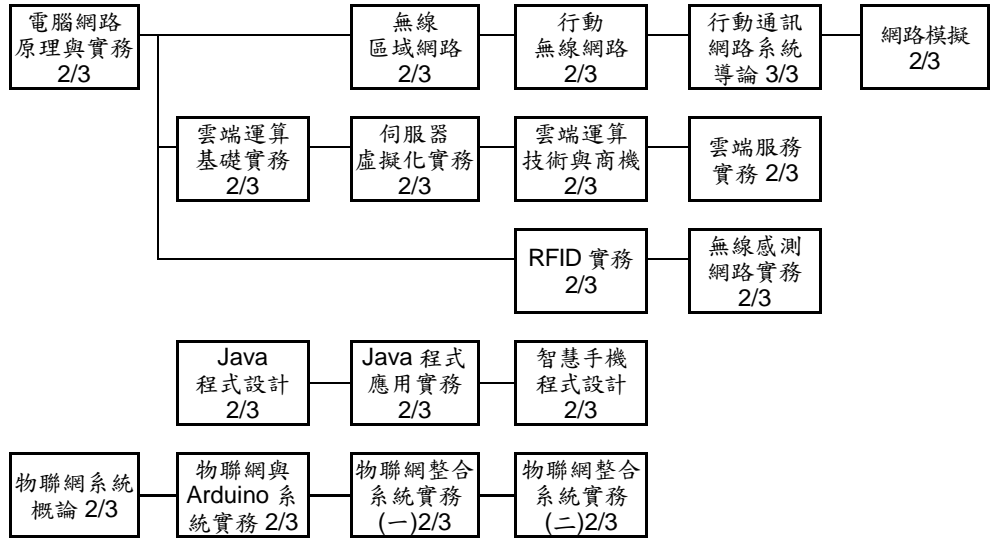 電腦網路
原理與實務
2/3
無線
區域網路
2/3
行動
無線網路
2/3
行動通訊
網路系統
導論 3/3
網路模擬
2/3
雲端運算
基礎實務
2/3
伺服器
虛擬化實務
2/3
雲端運算
技術與商機
2/3
雲端服務
實務 2/3
RFID 實務
2/3
無線感測
網路實務
2/3
Java
程式設計
2/3
Java 程式
應用實務
2/3
智慧手機
程式設計
2/3
物聯網系統
概論 2/3
物聯網與
Arduino 系
統實務 2/3
物聯網整合
系統實務
(一)2/3
物聯網整合
系統實務
(二)2/3